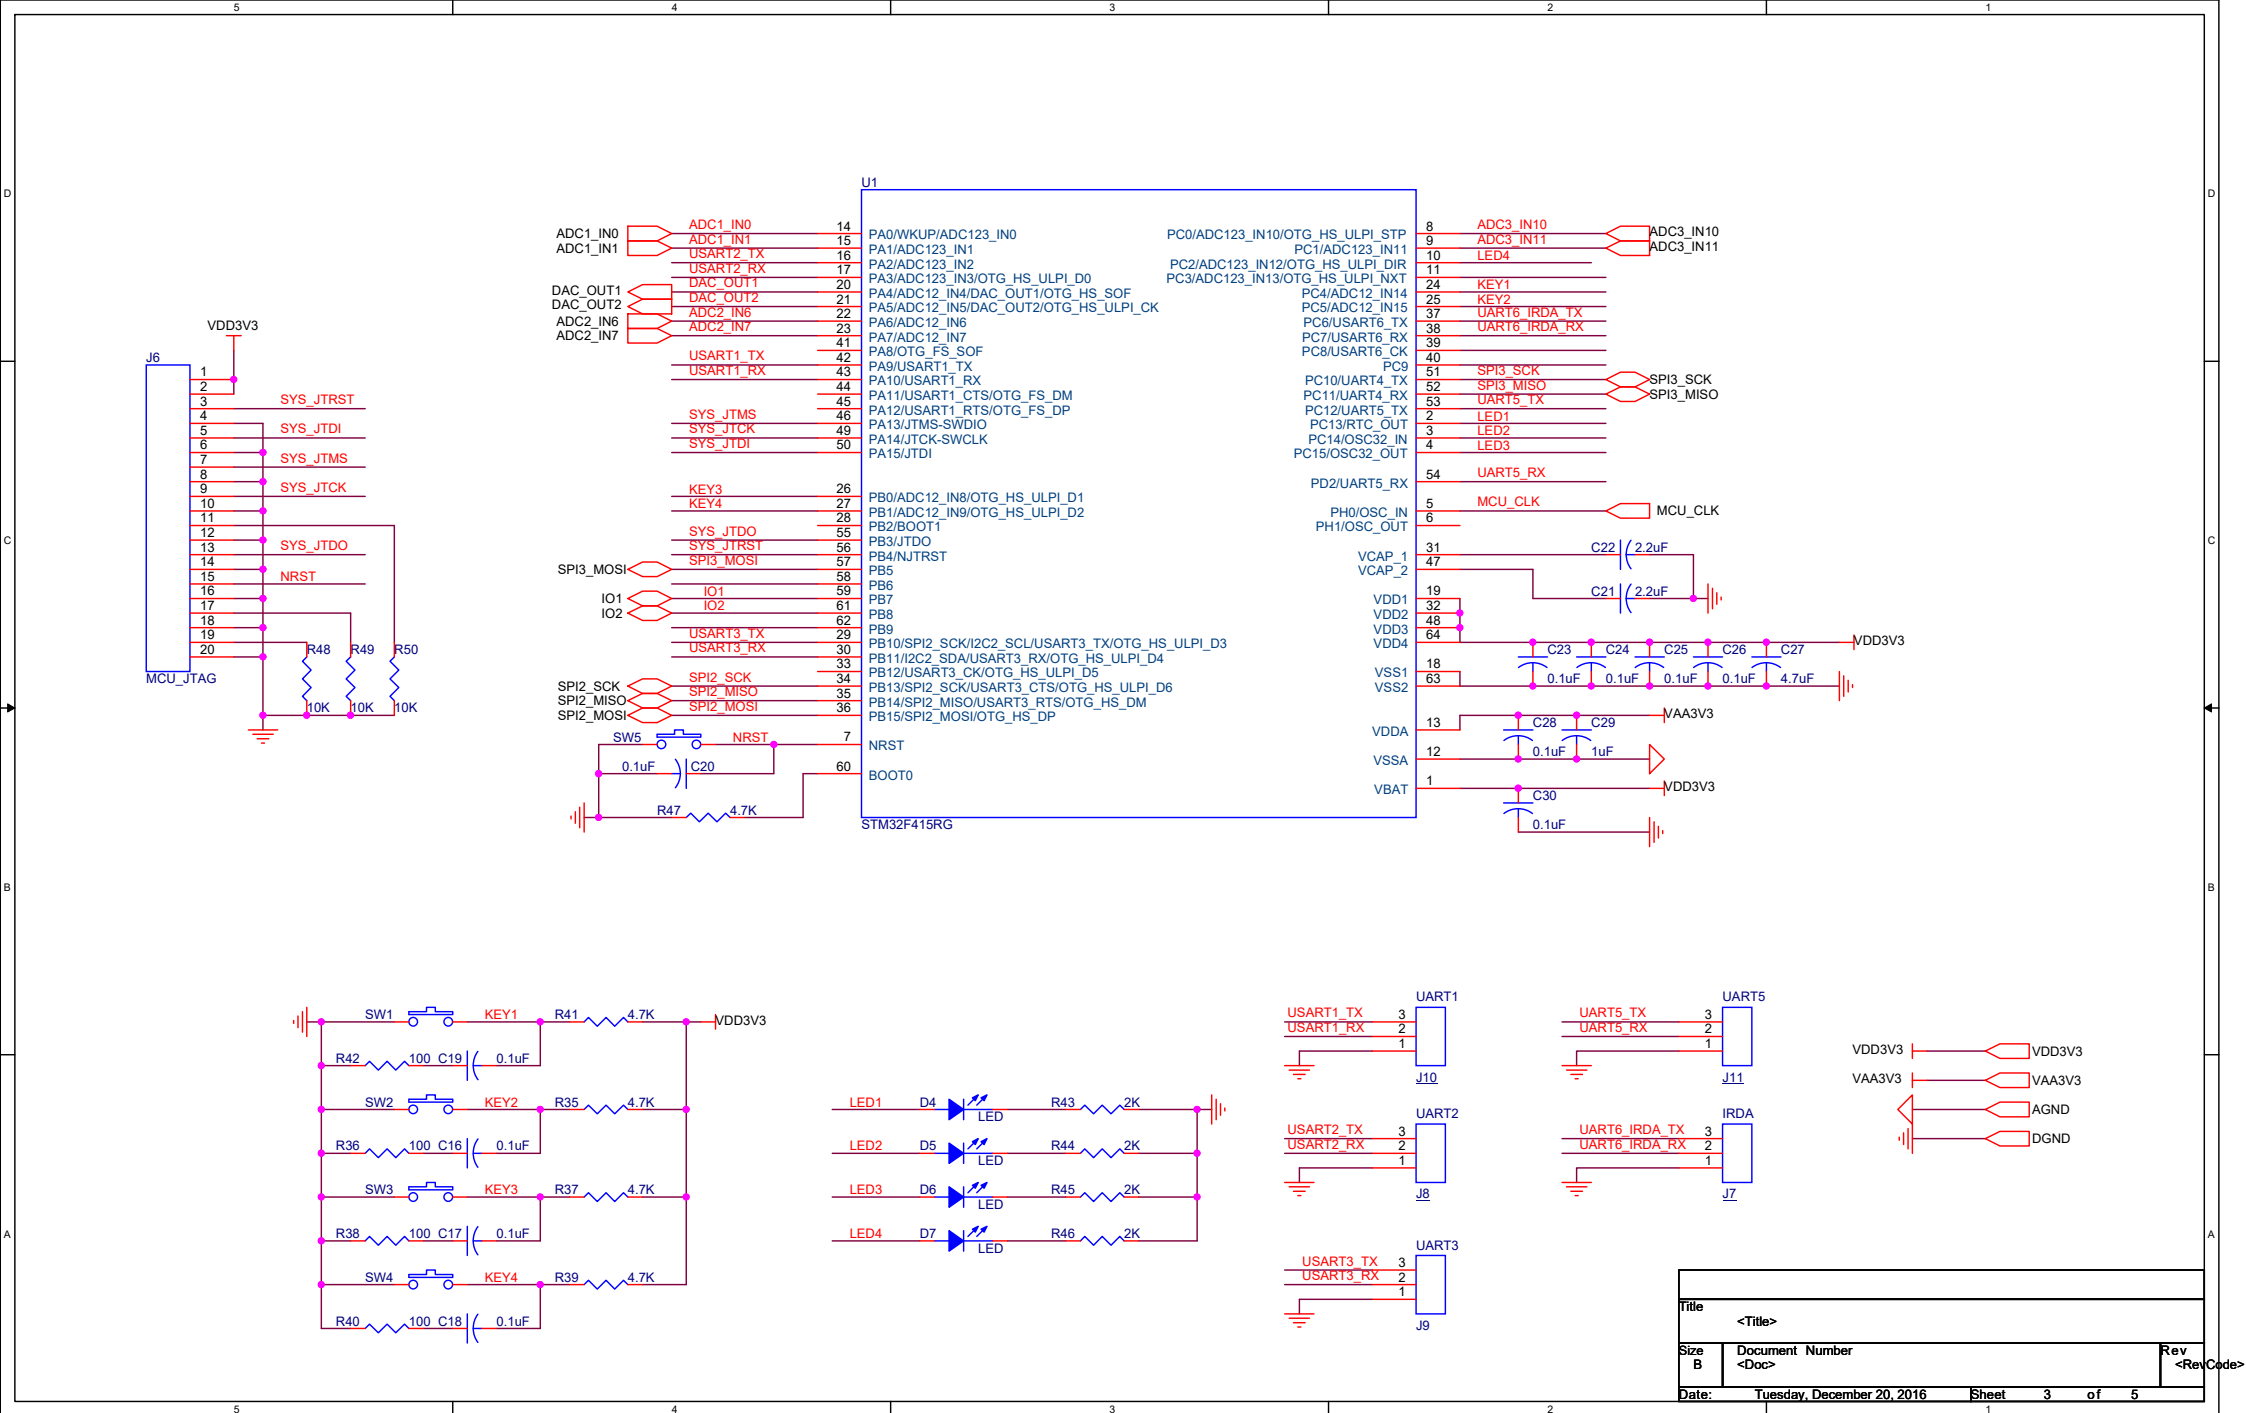 5 4 3 2 1
D D
C C
B B
A A
U1
STM32F415RG
ADC1_IN0 ADC1_IN0 14 PA0/WKUP/ADC123_IN0
ADC1_IN1 ADC1_IN1 15 PA1/ADC123_IN1
USART2_TX 16 PA2/ADC123_IN2
USART2_RX 17 PA3/ADC123_IN3/OTG_HS_ULPI_D0
DAC_OUT1 DAC_OUT1 20 PA4/ADC12_IN4/DAC_OUT1/OTG_HS_SOF
DAC_OUT2 DAC_OUT2 21 PA5/ADC12_IN5/DAC_OUT2/OTG_HS_ULPI_CK
ADC2_IN6 ADC2_IN6 22 PA6/ADC12_IN6
ADC2_IN7 ADC2_IN7 23 PA7/ADC12_IN7
41 PA8/OTG_FS_SOF
USART1_TX 42 PA9/USART1_TX
USART1_RX 43 PA10/USART1_RX
44 PA11/USART1_CTS/OTG_FS_DM
45 PA12/USART1_RTS/OTG_FS_DP
SYS_JTMS 46 PA13/JTMS-SWDIO
SYS_JTCK 49 PA14/JTCK-SWCLK
SYS_JTDI 50 PA15/JTDI
KEY3 26 PB0/ADC12_IN8/OTG_HS_ULPI_D1
KEY4 27 PB1/ADC12_IN9/OTG_HS_ULPI_D2
28 PB2/BOOT1
SYS_JTDO 55 PB3/JTDO
SYS_JTRST 56 PB4/NJTRST
SPI3_MOSI SPI3_MOSI 57 PB5
58 PB6
IO1 IO1 59 PB7
IO2 IO2 61 PB8
62 PB9
USART3_TX 29 PB10/SPI2_SCK/I2C2_SCL/USART3_TX/OTG_HS_ULPI_D3
USART3_RX 30 PB11/I2C2_SDA/USART3_RX/OTG_HS_ULPI_D4
33 PB12/USART3_CK/OTG_HS_ULPI_D5
SPI2_SCK SPI2_SCK 34 PB13/SPI2_SCK/USART3_CTS/OTG_HS_ULPI_D6
SPI2_MISO SPI2_MISO 35 PB14/SPI2_MISO/USART3_RTS/OTG_HS_DM
SPI2_MOSI SPI2_MOSI 36 PB15/SPI2_MOSI/OTG_HS_DP
SW5 NRST 7 NRST
0.1uF C20 60 BOOT0
R47 4.7K
PC0/ADC123_IN10/OTG_HS_ULPI_STP 8 ADC3_IN10 ADC3_IN10
PC1/ADC123_IN11 9 ADC3_IN11 ADC3_IN11
PC2/ADC123_IN12/OTG_HS_ULPI_DIR 10 LED4
PC3/ADC123_IN13/OTG_HS_ULPI_NXT 11
PC4/ADC12_IN14 24 KEY1
PC5/ADC12_IN15 25 KEY2
PC6/USART6_TX 37 UART6_IRDA_TX
PC7/USART6_RX 38 UART6_IRDA_RX
PC8/USART6_CK 39
PC9 40
PC10/UART4_TX 51 SPI3_SCK SPI3_SCK
PC11/UART4_RX 52 SPI3_MISO SPI3_MISO
PC12/UART5_TX 53 UART5_TX
PC13/RTC_OUT 2 LED1
PC14/OSC32_IN 3 LED2
PC15/OSC32_OUT 4 LED3
PD2/UART5_RX 54 UART5_RX
PH0/OSC_IN 5 MCU_CLK MCU_CLK
PH1/OSC_OUT 6
VCAP_1 31 C22 2.2uF
VCAP_2 47 C21 2.2uF
VDD1 19
VDD2 32
VDD3 48
VDD4 64 VDD3V3
C23 C24 C25 C26 C27
0.1uF 0.1uF 0.1uF 0.1uF 4.7uF
VSS1 18
VSS2 63
VDDA 13 VAA3V3
C28 C29
0.1uF 1uF
VSSA 12
VBAT 1 VDD3V3
C30
0.1uF
VDD3V3
J6
1
2
3 SYS_JTRST
4
5 SYS_JTDI
6
7 SYS_JTMS
8
9 SYS_JTCK
10
11
12
13 SYS_JTDO
14
15 NRST
16
17
18
19
20
MCU_JTAG
R48 R49 R50
10K 10K 10K
SW1 KEY1 R41 4.7K VDD3V3
R42 100 C19 0.1uF
SW2 KEY2 R35 4.7K
R36 100 C16 0.1uF
SW3 KEY3 R37 4.7K
R38 100 C17 0.1uF
SW4 KEY4 R39 4.7K
R40 100 C18 0.1uF
LED1 D4 LED R43 2K
LED2 D5 LED R44 2K
LED3 D6 LED R45 2K
LED4 D7 LED R46 2K
UART1
USART1_TX 3
USART1_RX 2
1
J10
UART2
USART2_TX 3
USART2_RX 2
1
J8
UART3
USART3_TX 3
USART3_RX 2
1
J9
UART5
UART5_TX 3
UART5_RX 2
1
J11
IRDA
UART6_IRDA_TX 3
UART6_IRDA_RX 2
1
J7
VDD3V3 VDD3V3
VAA3V3 VAA3V3
AGND
DGND
Title
<Title>
Size Document Number Rev
B <Doc> <RevCode>
Date: Tuesday, December 20, 2016 Sheet 3 of 5
5 4 3 2 1